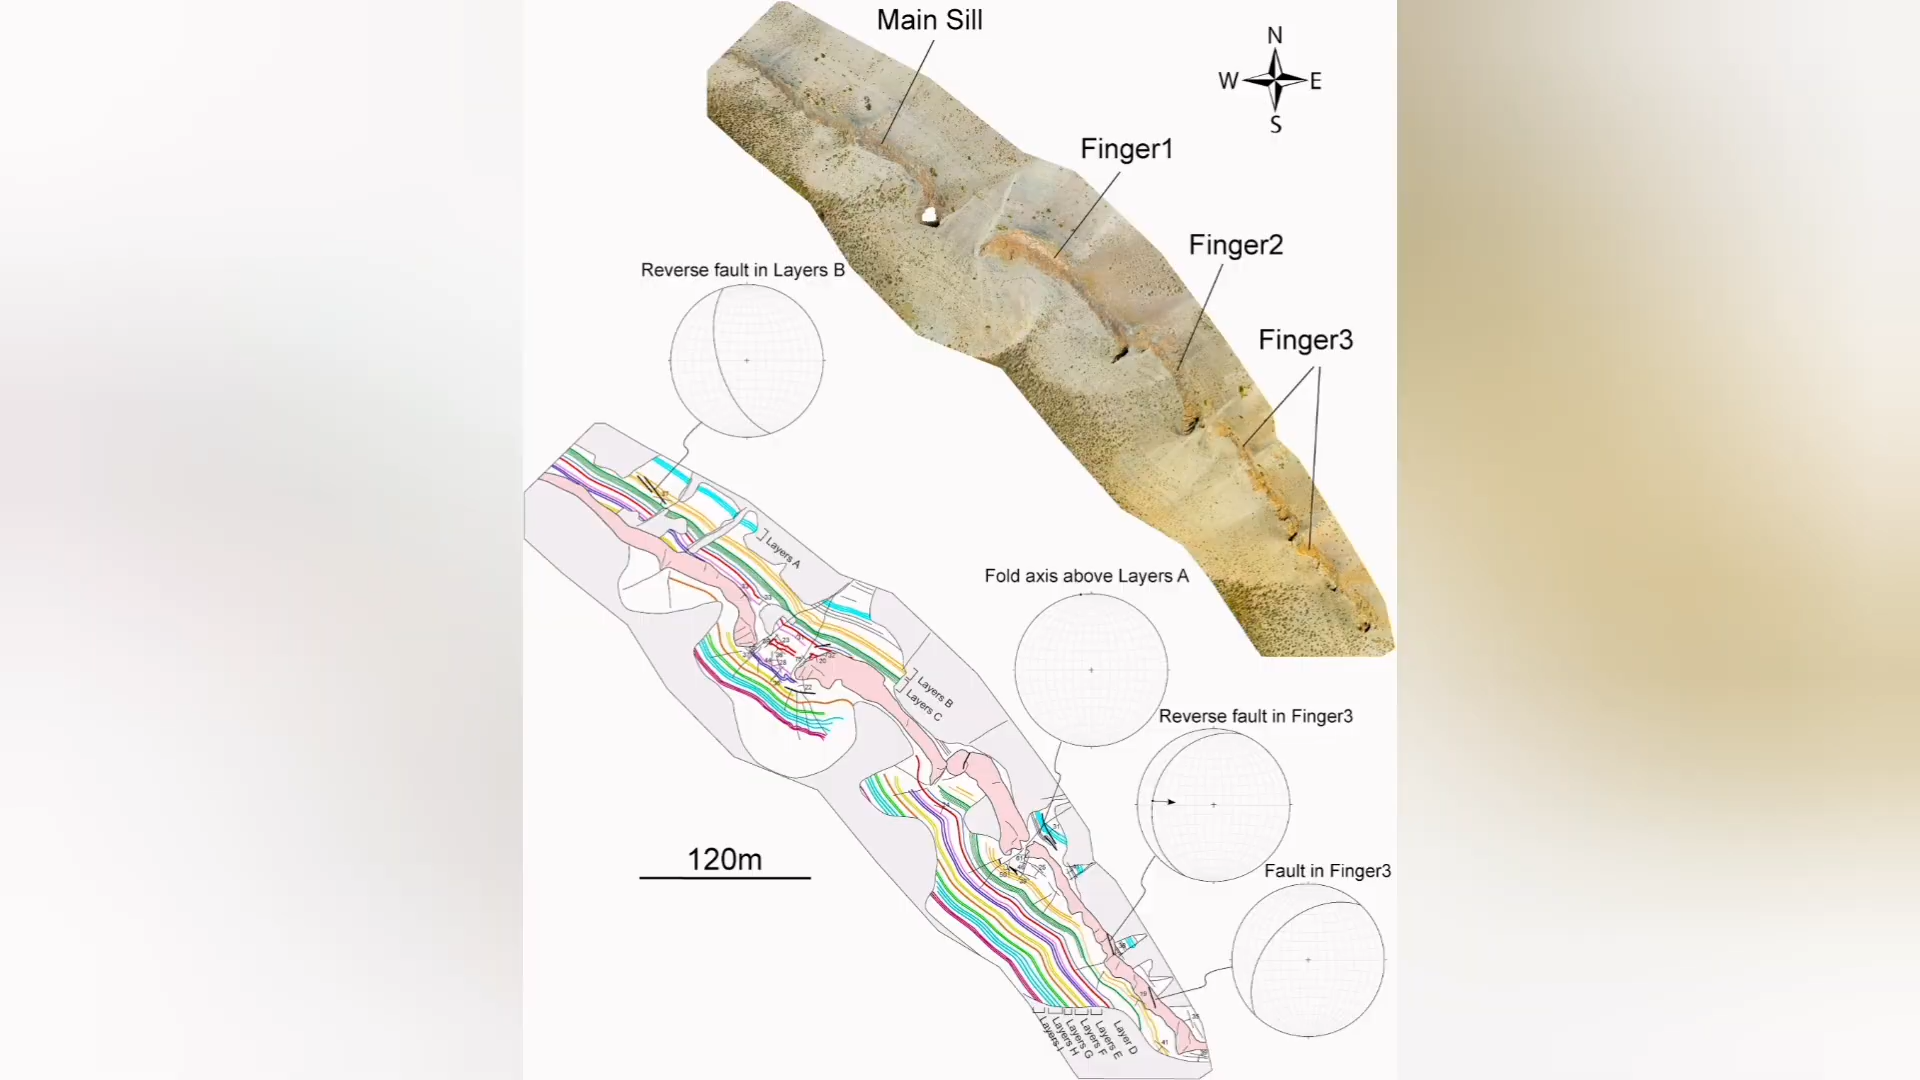 Main Sill
N
W E
S
Finger1
Finger2
Reverse fault in Layers B
Finger3
Layers A
Fold axis above Layers A
Layers B
Layers C
Reverse fault in Finger3
120m
Fault in Finger3
Layer D
Layers E
Layers F
Layers G
Layers H
Layers I